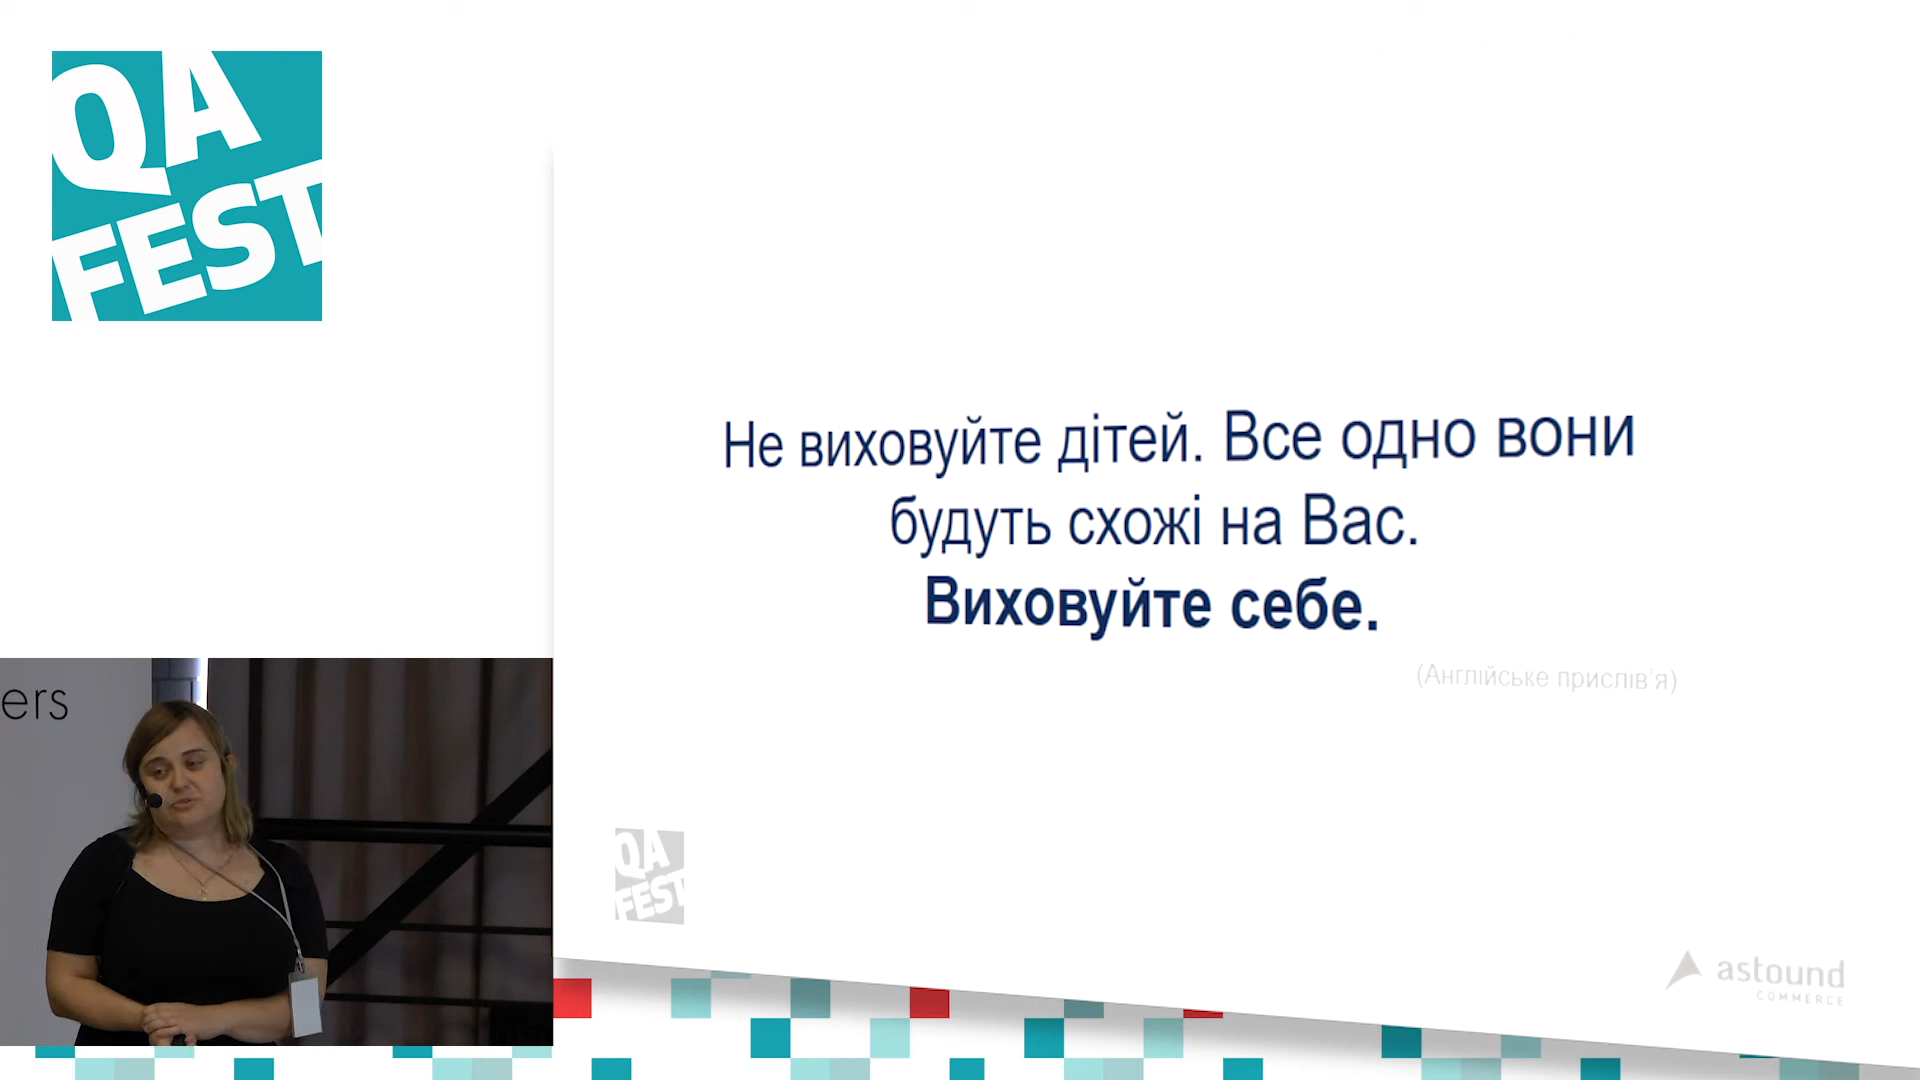 QA
FEST
Не виховуйте дітей. Все одно вони
будуть схожі на Вас.
Виховуйте себе.
(Англійське прислів'я)
ers
QA
FEST
astound
COMMERCE